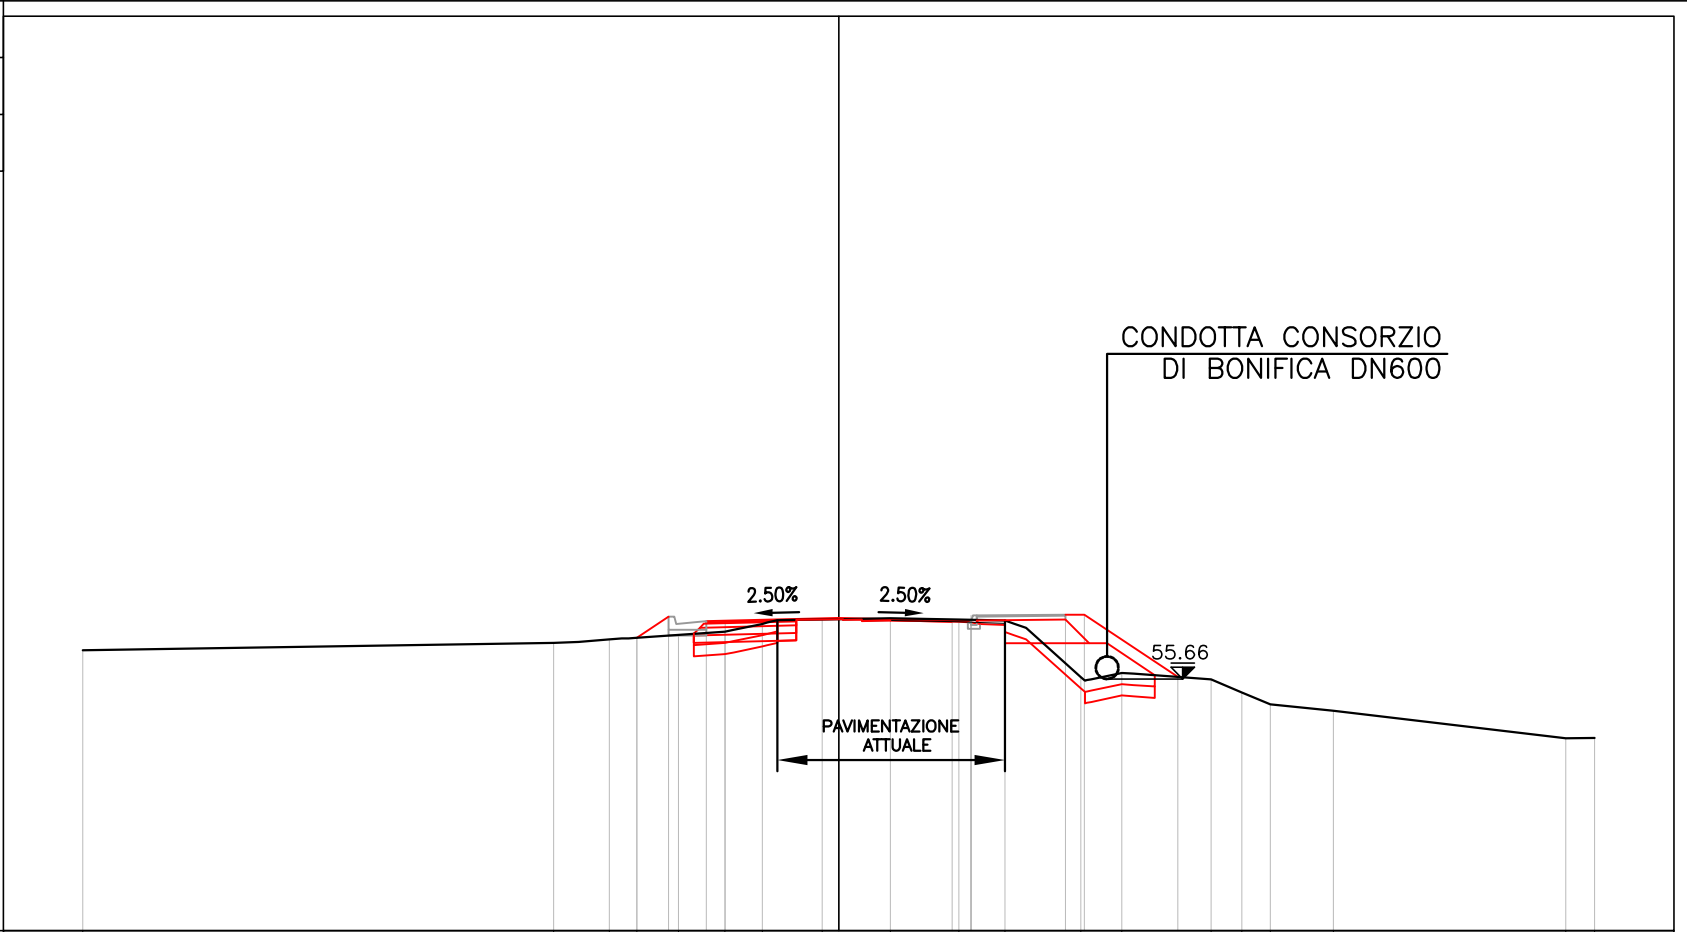 CONDOTTA CONSORZIO
DI BONIFICA DN600
2.50%
2.50%
55.66
PAVIMENTAZIONE
ATTUALE